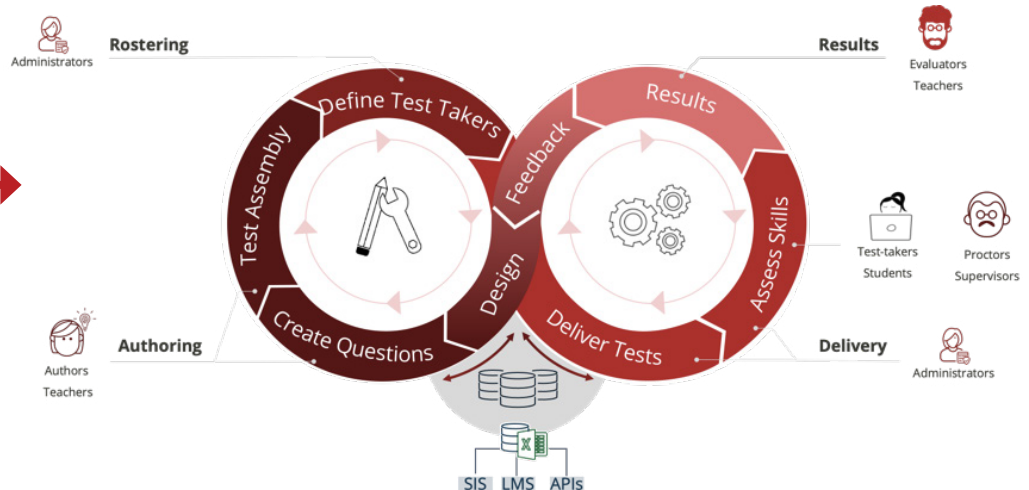 Rostering
Administrators
Results
Evaluators
Teachers
Define Test Takers
Test Assembly
Create Questions
Design
Feedback
Results
Assess Skills
Deliver Tests
Test-takers
Students
Proctors
Supervisors
Authoring
Authors
Teachers
Delivery
Administrators
X
SIS LMS APIs